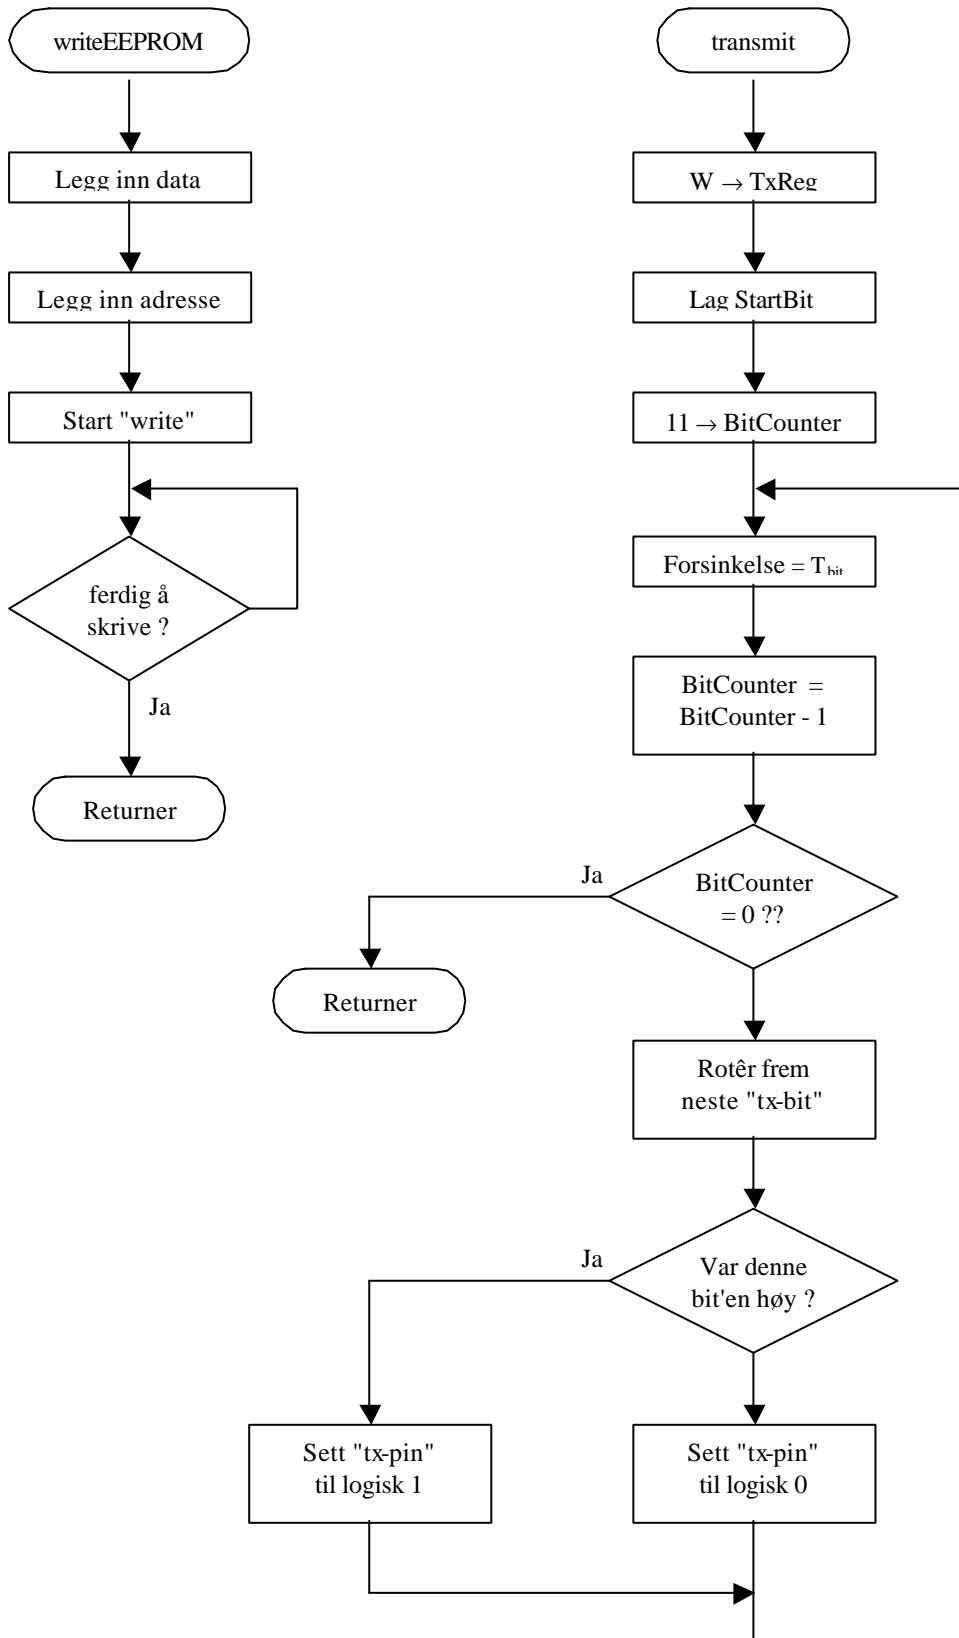 writeEEPROM
Legg inn data
Legg inn adresse
Start "write"
ferdig å
skrive ?
Ja
Returner
transmit
W → TxReg
Lag StartBit
11 → BitCounter
Forsinkelse = Tbit
BitCounter =
BitCounter - 1
BitCounter
= 0 ??
Ja
Returner
Rotêr frem
neste "tx-bit"
Var denne
bit'en høy ?
Ja
Sett "tx-pin"
til logisk 1
Sett "tx-pin"
til logisk 0